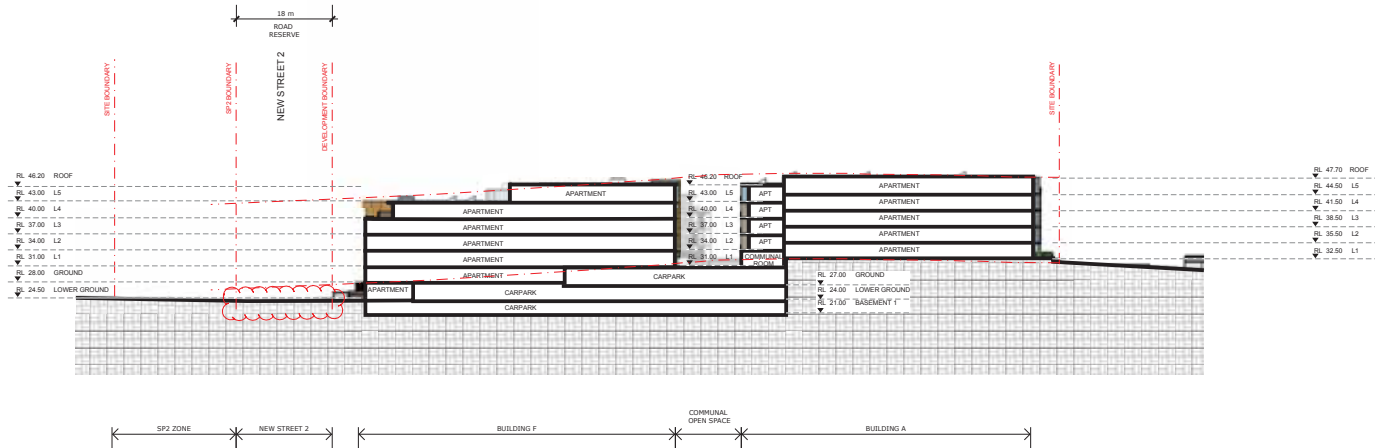 18 m
ROAD
RESERVE
SITE BOUNDARY
SP2 BOUNDARY
NEW STREET 2
DEVELOPMENT BOUNDARY
SITE BOUNDARY
RL 46.20 ROOF
RL 43.00 L5
RL 40.00 L4
RL 37.00 L3
RL 34.00 L2
RL 31.00 L1
RL 28.00 GROUND
RL 24.50 LOWER GROUND
APARTMENT
APARTMENT
APARTMENT
APARTMENT
APARTMENT
APARTMENT
APARTMENT
CARPARK
CARPARK
CARPARK
RL 46.20 ROOF
RL 43.00 L5
RL 40.00 L4
RL 37.00 L3
RL 34.00 L2
RL 31.00 L1
APT
APT
APT
APT
COMMUNAL
ROOM
APARTMENT
APARTMENT
APARTMENT
APARTMENT
APARTMENT
RL 27.00 GROUND
RL 24.00 LOWER GROUND
RL 21.00 BASEMENT 1
RL 47.70 ROOF
RL 44.50 L5
RL 41.50 L4
RL 38.50 L3
RL 35.50 L2
RL 32.50 L1
SP2 ZONE
NEW STREET 2
BUILDING F
COMMUNAL
OPEN SPACE
BUILDING A